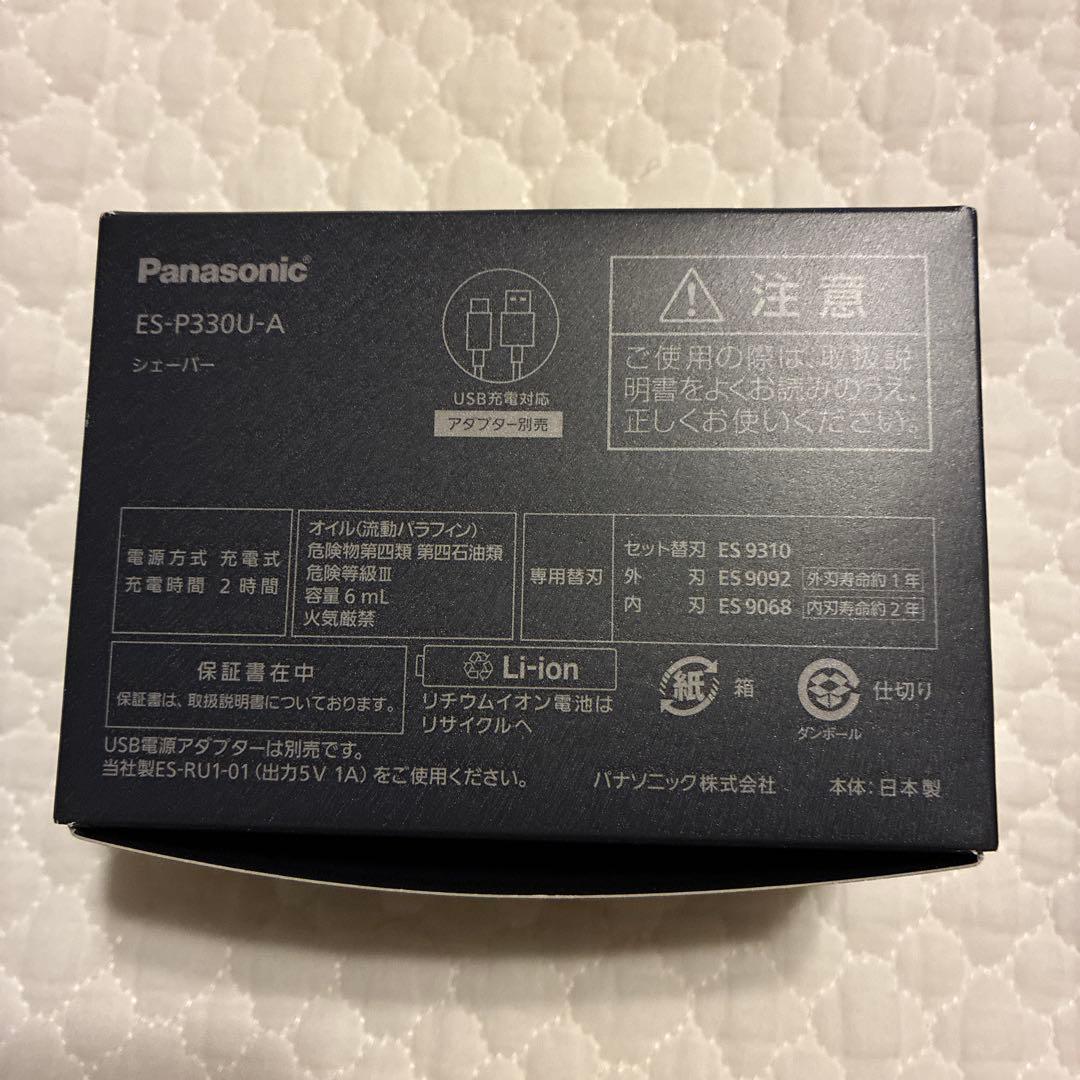 Panasonic®
ES-P330U-A
シェーバー
USB充電対応
アダプター別売
注意
ご使用の際は、取扱説
明書をよくお読みのうえ、
正しくお使いください。
電源方式 充電式
充電時間 2時間
オイル(流動パラフィン)
危険物第四類 第四石油類
危険等級Ⅲ
容量6mL
火気厳禁
専用替刃
セット替刃 ES9310
外刃 ES9092 外刃寿命約1年
内刃 ES9068 内刃寿命約2年
保証書在中
保証書は、取扱説明書についております。
Li-ion
リチウムイオン電池は
リサイクルへ
紙 箱
ダンボール
仕切り
USB電源アダプターは別売です。
当社製ES-RU1-01(出力5V 1A)をご使用ください。
パナソニック株式会社
本体:日本製